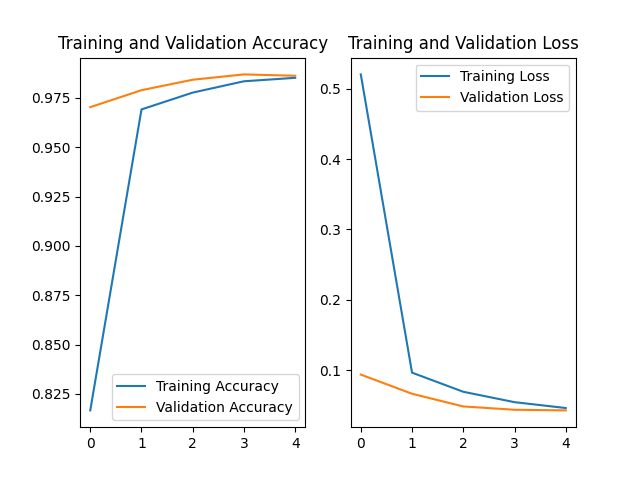 Training and Validation Accuracy
0.975
0.950
0.925
0.900
0.875
0.850
0.825
Training Accuracy
Validation Accuracy
0 1 2 3 4
Training and Validation Loss
Training Loss
Validation Loss
0.5
0.4
0.3
0.2
0.1
0 1 2 3 4